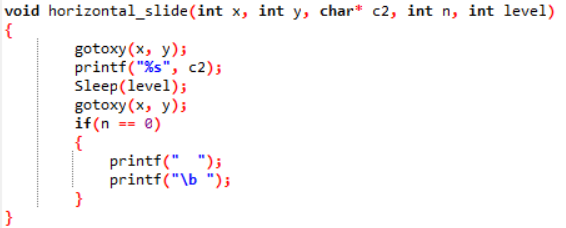 void horizontal_slide(int x, int y, char* c2, int n, int level)
{
gotoxy(x, y);
printf("%s", c2);
Sleep(level);
gotoxy(x, y);
if(n == 0)
{
printf("  ");
printf("\b ");
}
}